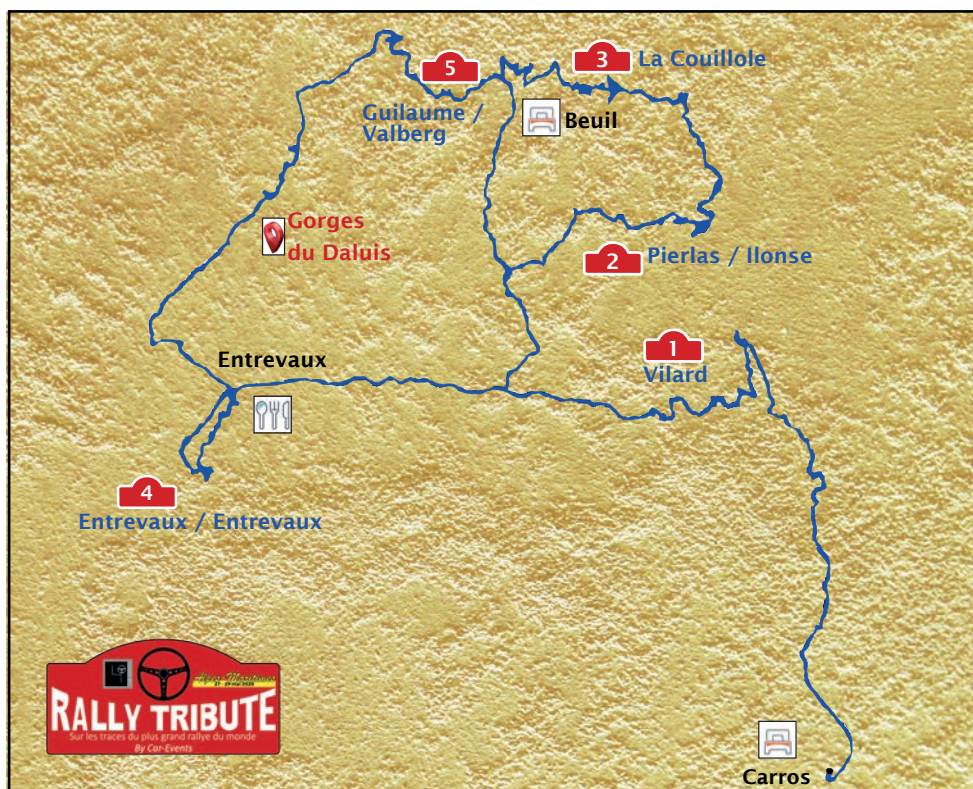 5
3
La Couillole
Guilaume /
Valberg
Beuil
Gorges
du Daluis
2
Pierlas / Ilonse
Entrevaux
1
Vilard
4
Entrevaux / Entrevaux
RALLY TRIBUTE
Sur les traces du plus grand rallye du monde
By Car-Events
Carros